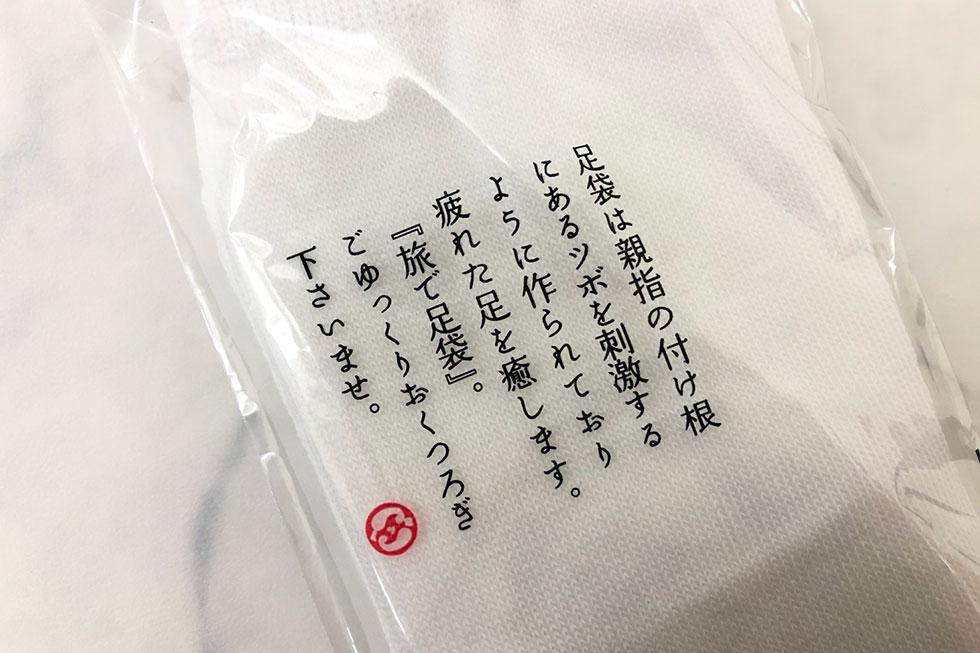 足袋は親指の付け根
にあるツボを刺激する
ように作られており
疲れた足を癒します。
『旅で足袋』。
ごゆっくりおくつろぎ
下さいませ。